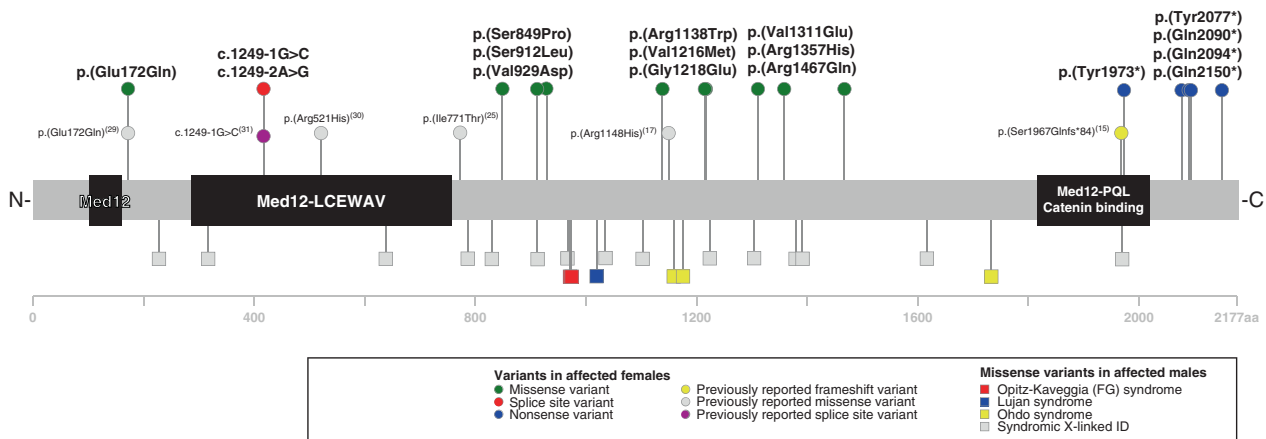 p.(Glu172Gln)
c.1249-1G>C
c.1249-2A>G
p.(Ser849Pro)
p.(Ser912Leu)
p.(Val929Asp)
p.(Arg1138Trp)
p.(Val1216Met)
p.(Gly1218Glu)
p.(Val1311Glu)
p.(Arg1357His)
p.(Arg1467Gln)
p.(Tyr1973*)
p.(Tyr2077*)
p.(Gln2090*)
p.(Gln2094*)
p.(Gln2150*)
p.(Glu172Gln)(29)
c.1249-1G>C(31)
p.(Arg521His)(30)
p.(Ile771Thr)(25)
p.(Arg1148His)(17)
p.(Ser1967Glnfs*84)(15)
N-
Med12
Med12-LCEWAV
Med12-PQL
Catenin binding
-C
0 400 800 1200 1600 2000 2177aa
Variants in affected females
Missense variant
Splice site variant
Nonsense variant
Previously reported frameshift variant
Previously reported missense variant
Previously reported splice site variant
Missense variants in affected males
Opitz-Kaveggia (FG) syndrome
Lujan syndrome
Ohdo syndrome
Syndromic X-linked ID